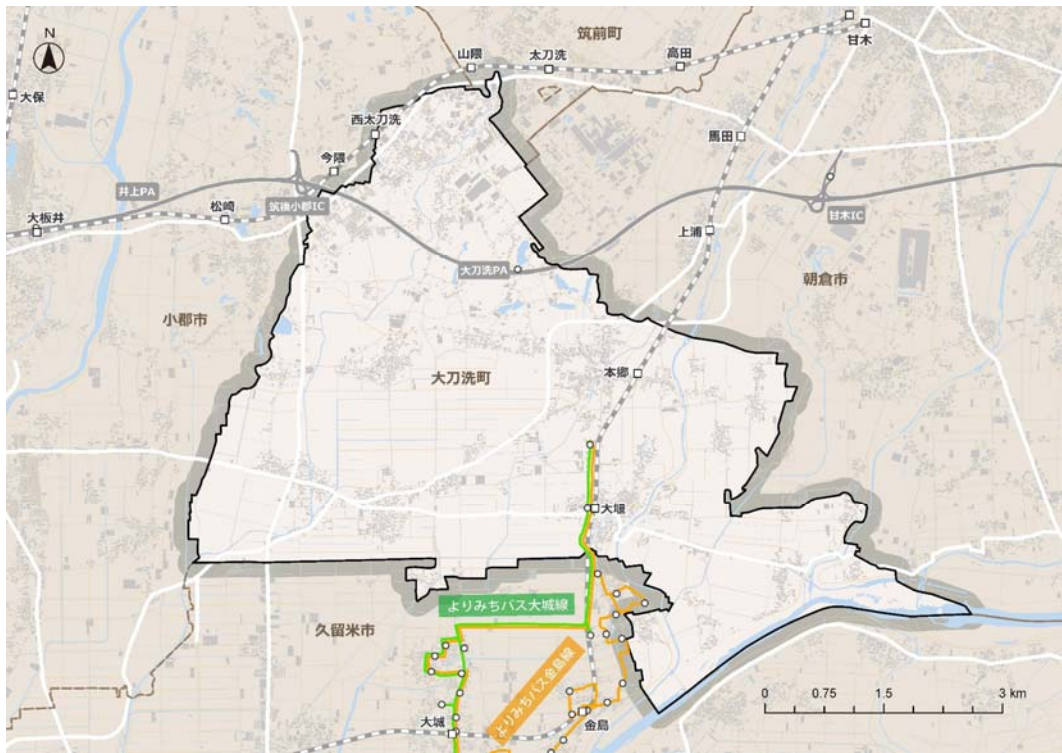 N
筑前町
甘木
山隈
太刀洗
高田
大保
西太刀洗
馬田
今隈
井上PA
筑後小郡IC
松崎
大板井
甘木IC
上浦
大刀洗PA
朝倉市
小郡市
大刀洗町
本郷
大堰
よりみちバス大城線
久留米市
よりみちバス金島線
大城
金島
0 0.75 1.5 3 km